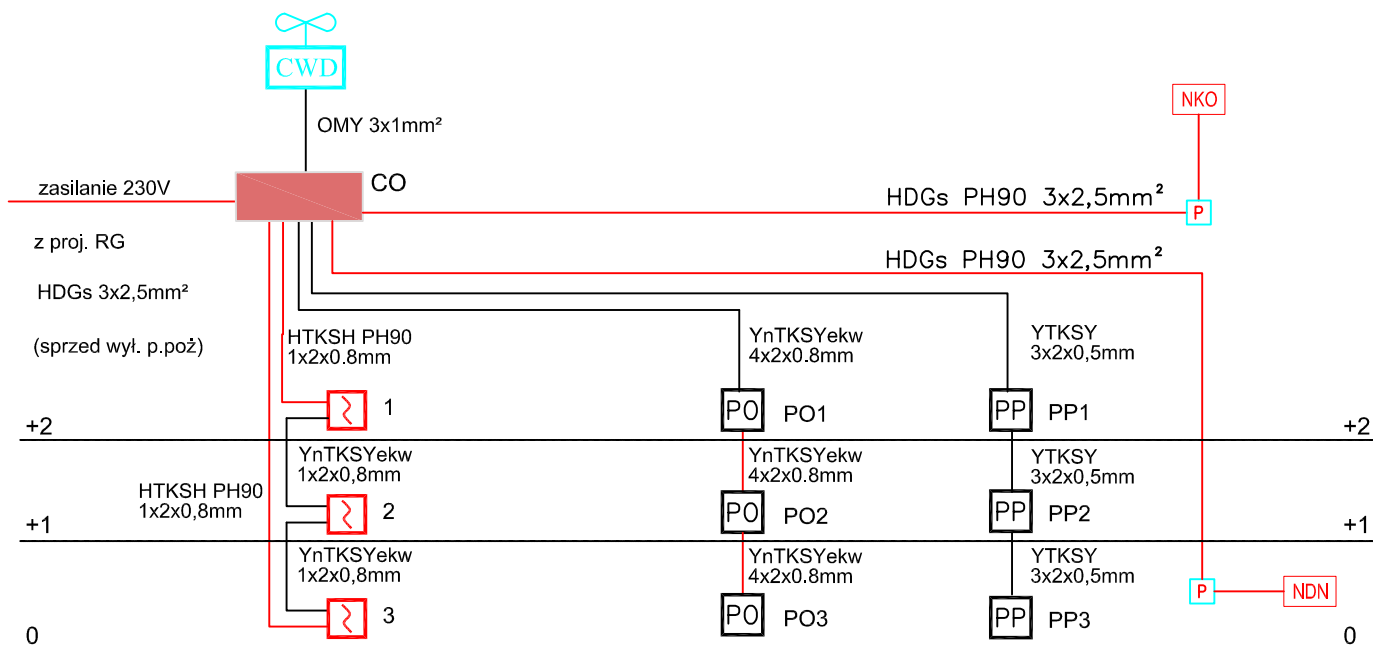 CWD
OMY 3x1mm²
NKO
zasilanie 230V
CO
HDGs PH90 3x2,5mm²
P
z proj. RG
HDGs PH90 3x2,5mm²
HDGs 3x2,5mm²
(sprzed wył. p.poż)
HTKSH PH90
1x2x0.8mm
YnTKSYekw
4x2x0.8mm
YTKSY
3x2x0,5mm
1
PO
PO1
PP
PP1
+2
+2
YnTKSYekw
1x2x0,8mm
YnTKSYekw
4x2x0.8mm
YTKSY
3x2x0,5mm
HTKSH PH90
1x2x0,8mm
2
PO
PO2
PP
PP2
+1
+1
YnTKSYekw
1x2x0,8mm
YnTKSYekw
4x2x0.8mm
YTKSY
3x2x0,5mm
P
NDN
3
PO
PO3
PP
PP3
0
0